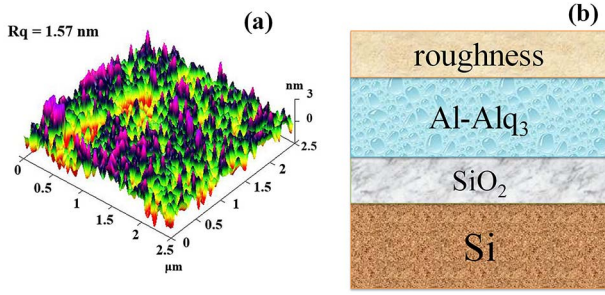 (a)
Rq = 1.57 nm
nm
3
0
2.5
2
1.5
1
0.5
0
0
0.5
1
1.5
2
2.5
µm
(b)
roughness
Al-Alq₃
SiO₂
Si